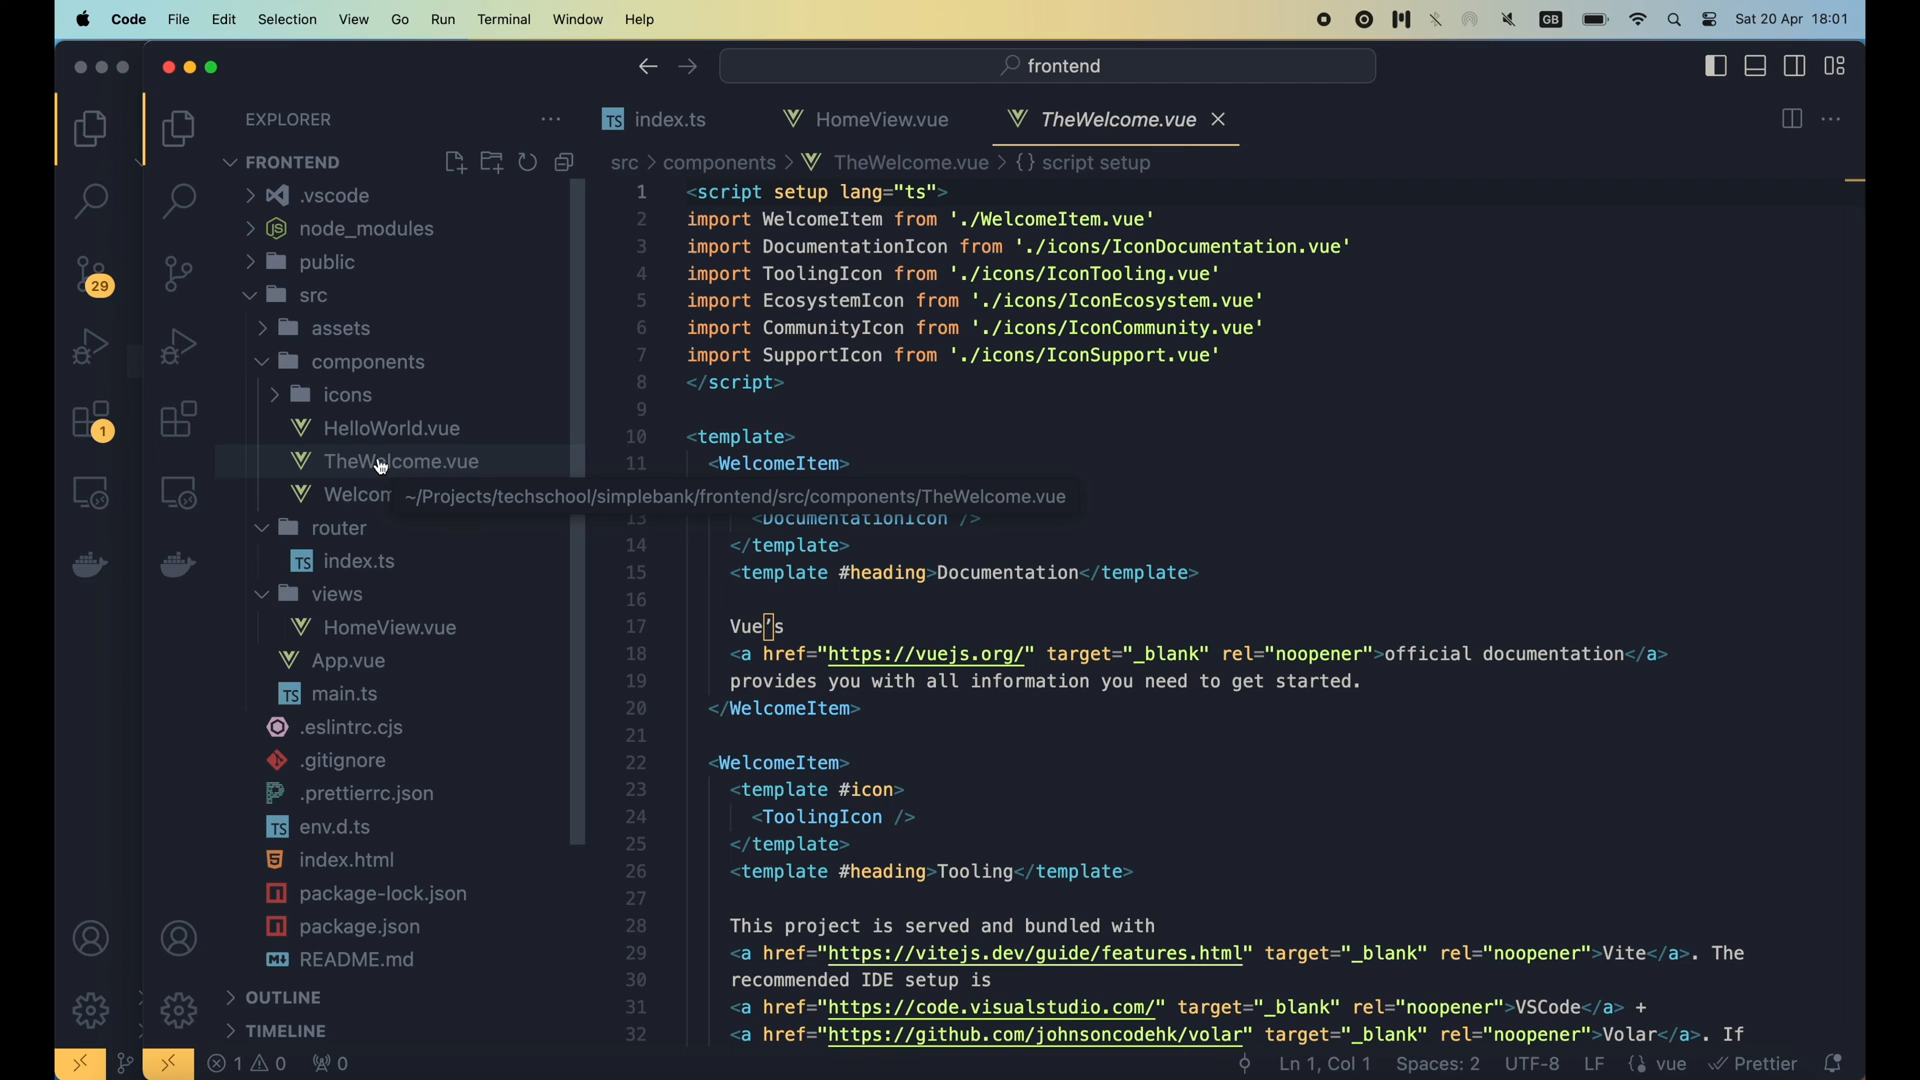 Code File Edit Selection View Go Run Terminal Window Help
GB Sat 20 Apr 18:01
frontend
EXPLORER
FRONTEND
.vscode
node_modules
public
src
assets
components
icons
HelloWorld.vue
TheWelcome.vue
Welcom
router
TS index.ts
views
HomeView.vue
App.vue
TS main.ts
.eslintrc.cjs
.gitignore
.prettierrc.json
TS env.d.ts
index.html
package-lock.json
package.json
README.md
OUTLINE
TIMELINE
29
1
~/Projects/techschool/simplebank/frontend/src/components/TheWelcome.vue
TS index.ts HomeView.vue TheWelcome.vue
src > components > TheWelcome.vue > {} script setup
1 <script setup lang="ts">
2 import WelcomeItem from './WelcomeItem.vue'
3 import DocumentationIcon from './icons/IconDocumentation.vue'
4 import ToolingIcon from './icons/IconTooling.vue'
5 import EcosystemIcon from './icons/IconEcosystem.vue'
6 import CommunityIcon from './icons/IconCommunity.vue'
7 import SupportIcon from './icons/IconSupport.vue'
8 </script>
9
10 <template>
11 <WelcomeItem>
13 <DocumentationIcon />
14 </template>
15 <template #heading>Documentation</template>
16
17 Vue’s
18 <a href="https://vuejs.org/" target="_blank" rel="noopener">official documentation</a>
19 provides you with all information you need to get started.
20 </WelcomeItem>
21
22 <WelcomeItem>
23 <template #icon>
24 <ToolingIcon />
25 </template>
26 <template #heading>Tooling</template>
27
28 This project is served and bundled with
29 <a href="https://vitejs.dev/guide/features.html" target="_blank" rel="noopener">Vite</a>. The
30 recommended IDE setup is
31 <a href="https://code.visualstudio.com/" target="_blank" rel="noopener">VSCode</a> +
32 <a href="https://github.com/johnsoncodehk/volar" target="_blank" rel="noopener">Volar</a>. If
1 0 0 Ln 1, Col 1 Spaces: 2 UTF-8 LF vue Prettier